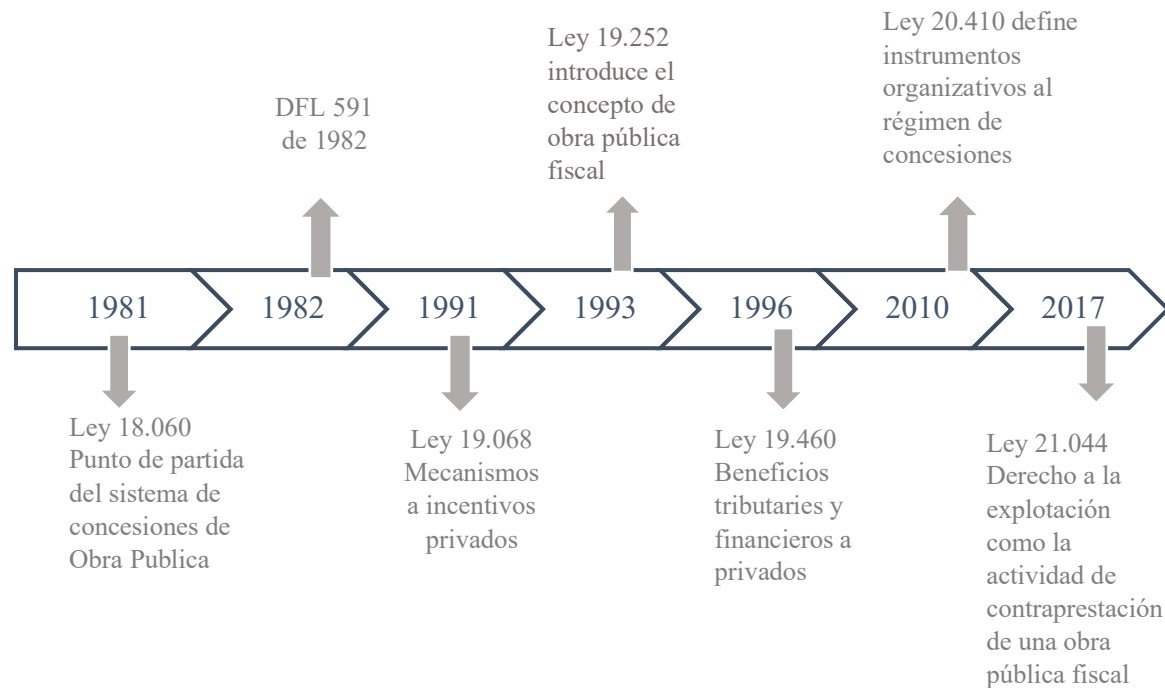 DFL 591
de 1982
Ley 19.252
introduce el
concepto de
obra pública
fiscal
Ley 20.410 define
instrumentos
organizativos al
régimen de
concesiones
1981
1982
1991
1993
1996
2010
2017
Ley 18.060
Punto de partida
del sistema de
concesiones de
Obra Publica
Ley 19.068
Mecanismos
a incentivos
privados
Ley 19.460
Beneficios
tributaries y
financieros a
privados
Ley 21.044
Derecho a la
explotación
como la
actividad de
contraprestación
de una obra
pública fiscal